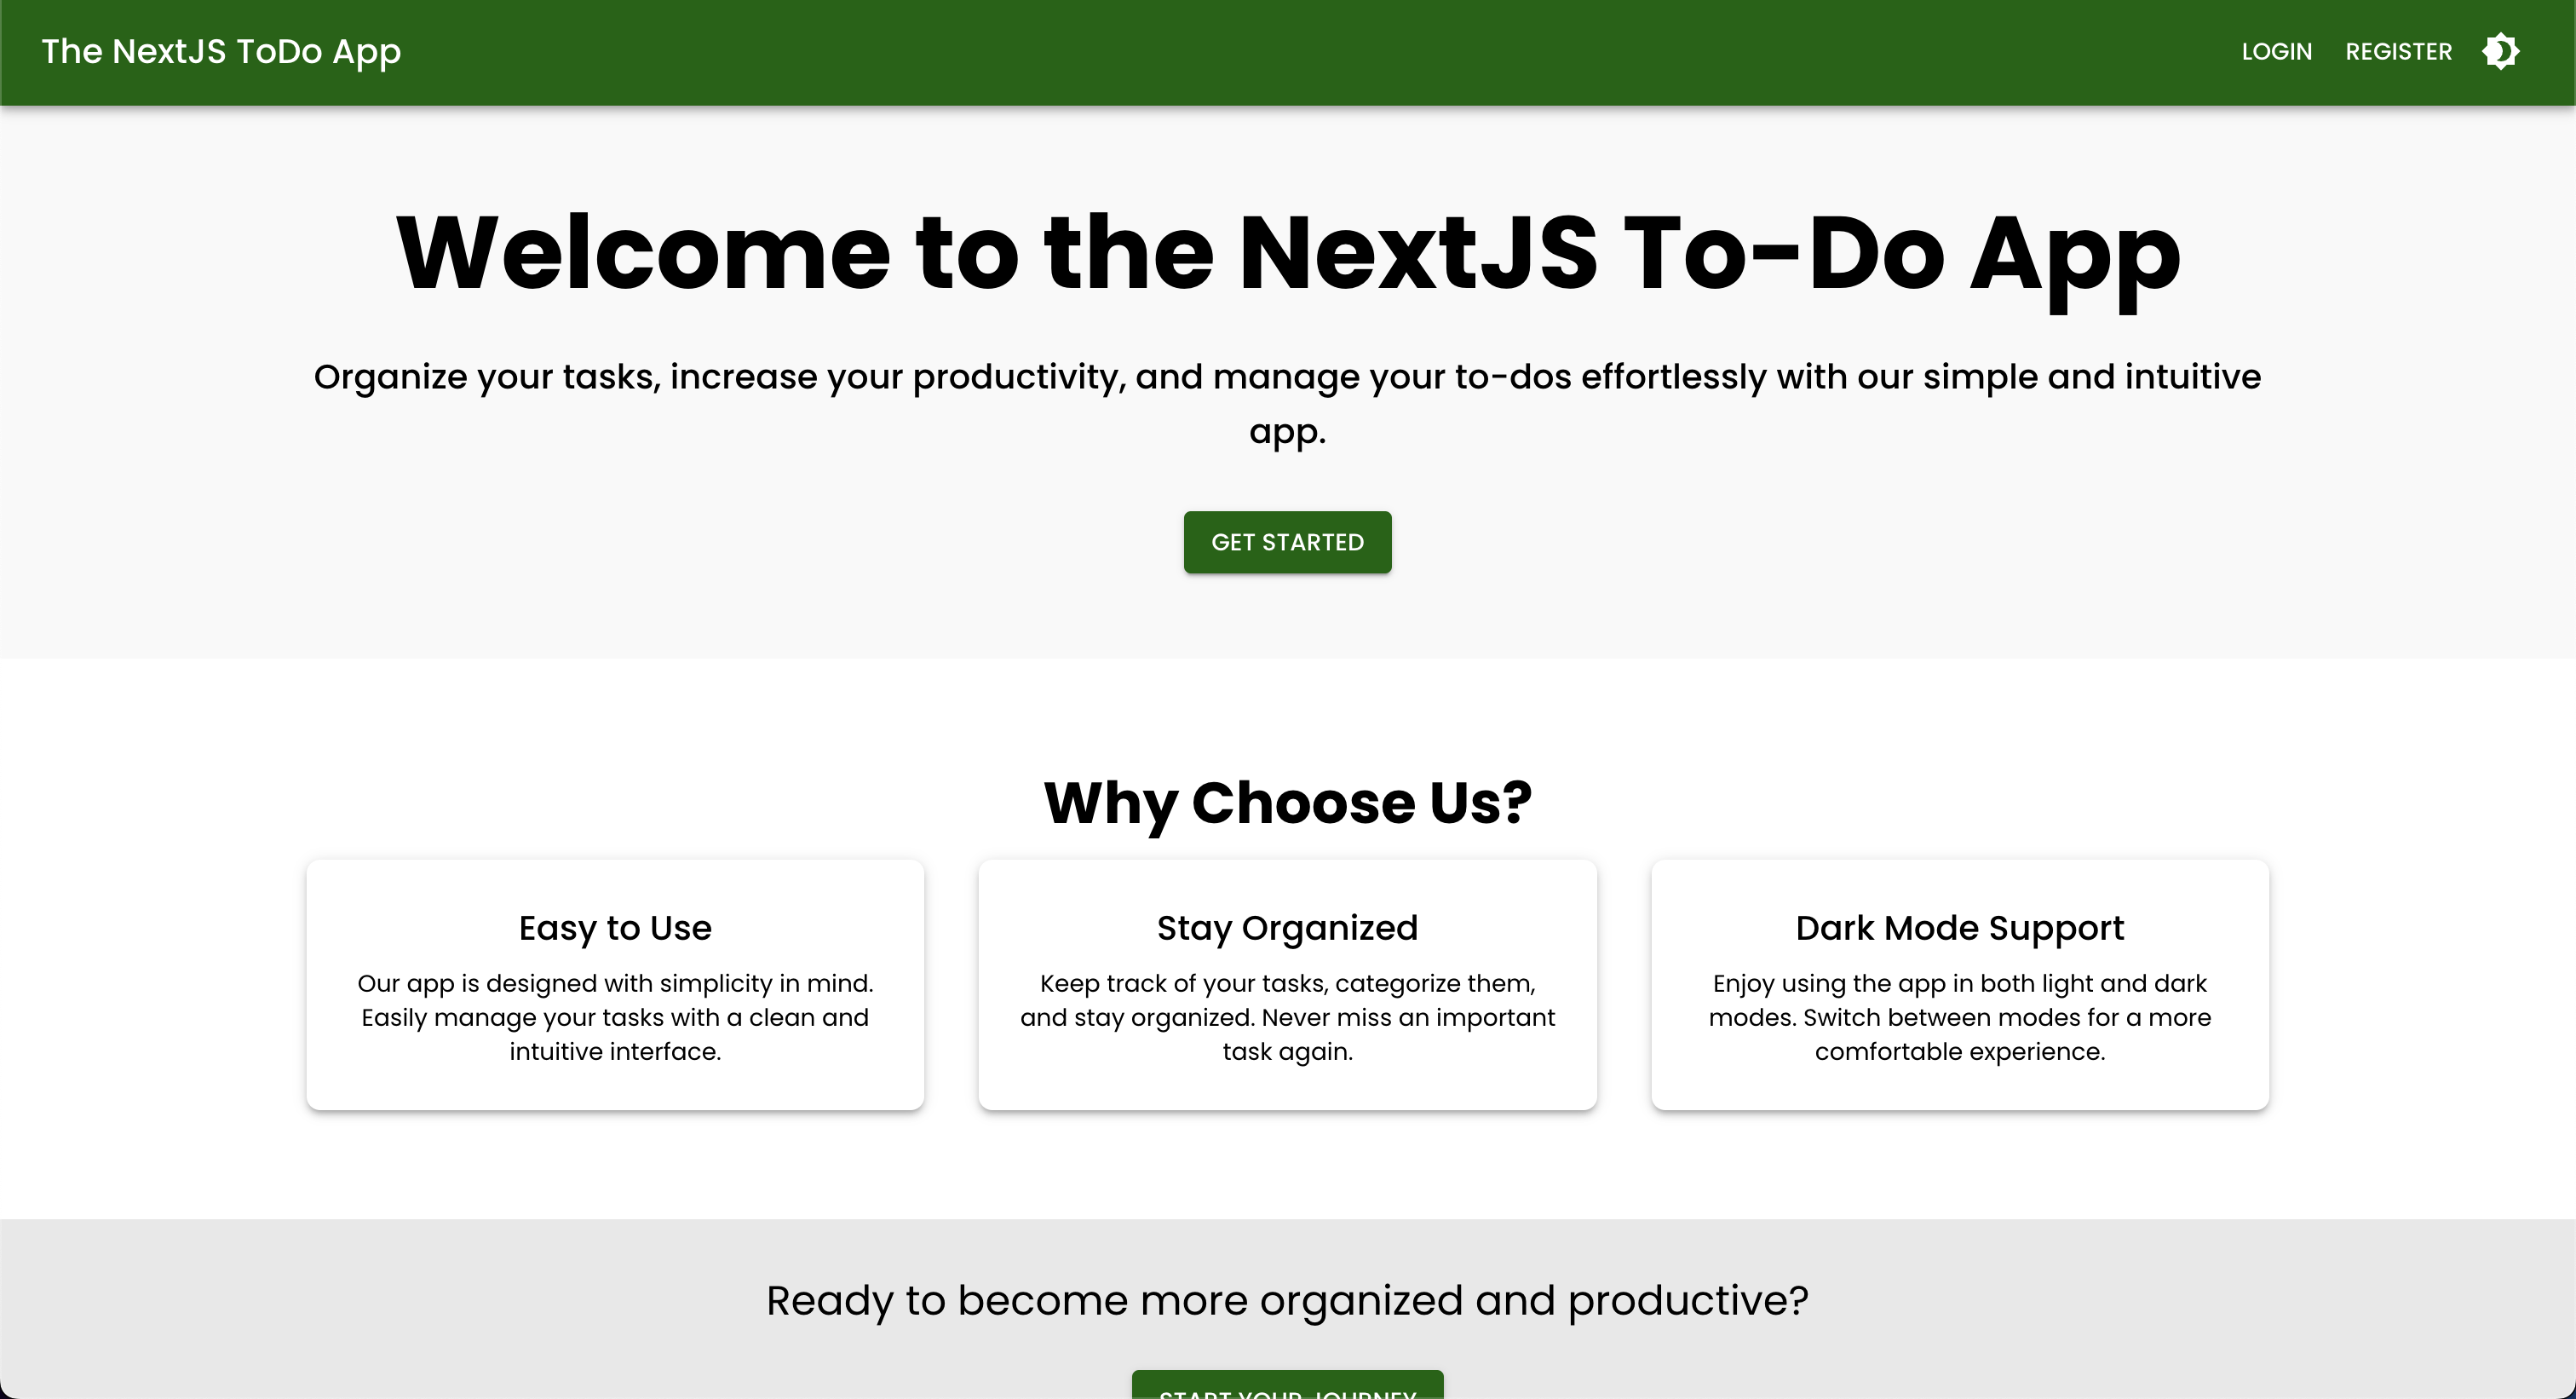 The NextJS ToDo App
LOGIN
REGISTER
Welcome to the NextJS To-Do App
Organize your tasks, increase your productivity, and manage your to-dos effortlessly with our simple and intuitive
app.
GET STARTED
Why Choose Us?
Easy to Use
Our app is designed with simplicity in mind.
Easily manage your tasks with a clean and
intuitive interface.
Stay Organized
Keep track of your tasks, categorize them,
and stay organized. Never miss an important
task again.
Dark Mode Support
Enjoy using the app in both light and dark
modes. Switch between modes for a more
comfortable experience.
Ready to become more organized and productive?
START YOUR JOURNEY